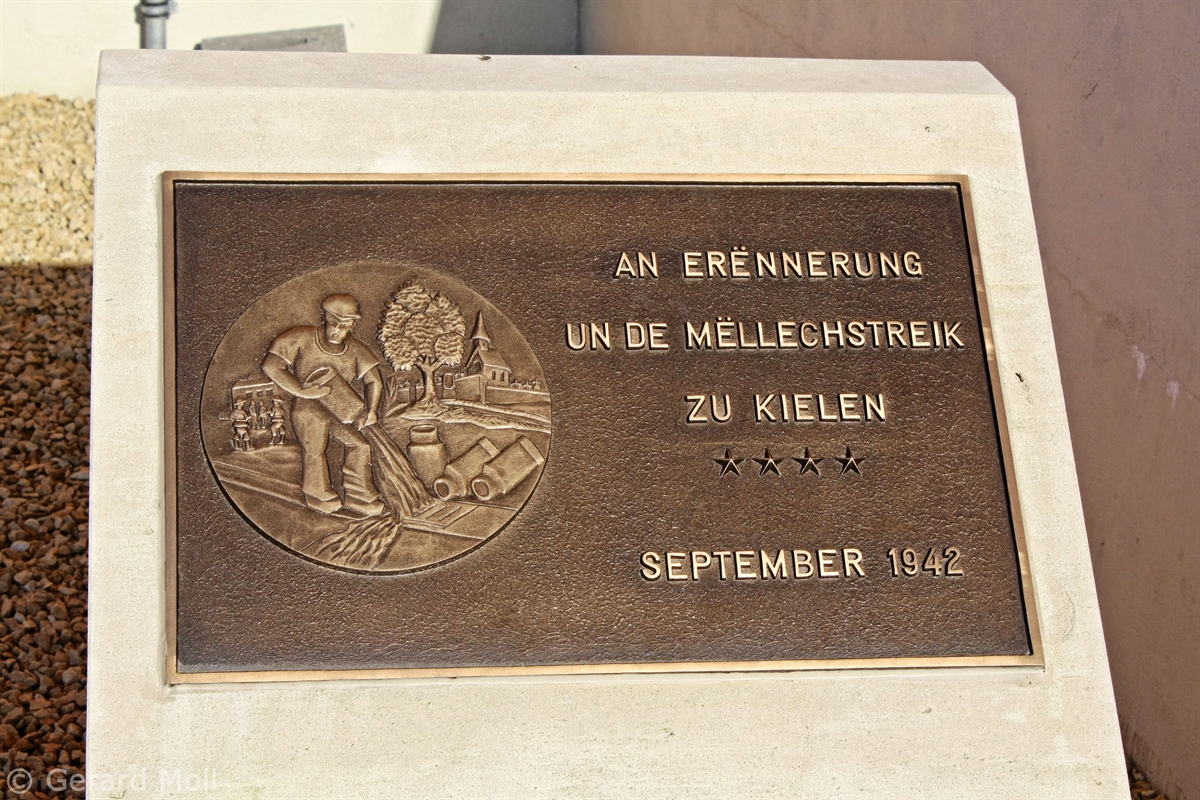 AN ERËNNERUNG
UN DE MËLLECHSTREIK
ZU KIELEN
SEPTEMBER 1942
© Gerard Moll